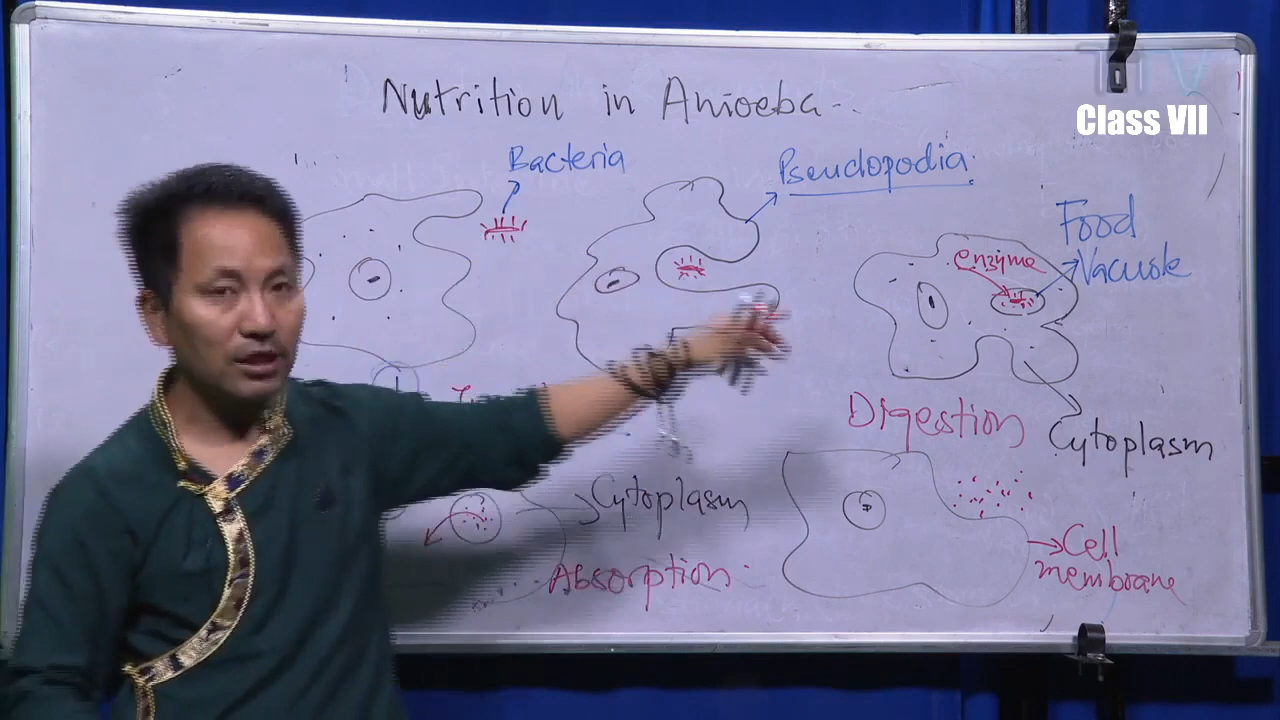 Nutrition in Amoeba..
Class VII
Bacteria
Pseudopodia.
Food
Vacuole
enzyme
Digestion
Cytoplasm
Cytoplasm
Absorption.
Cell
membrane